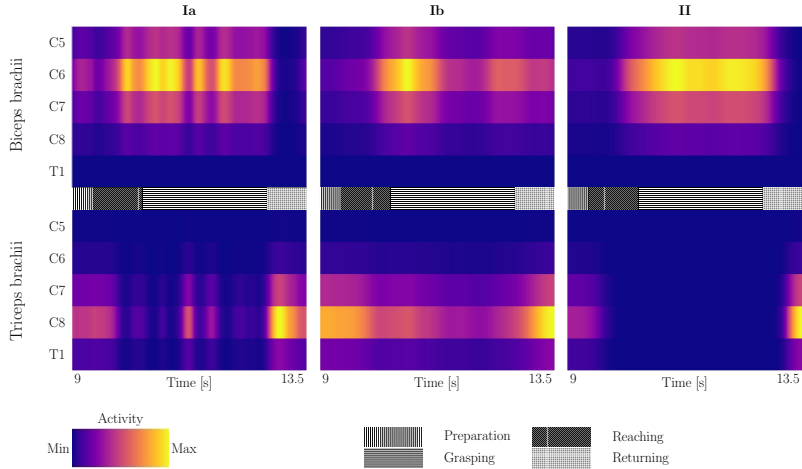 Ia Ib II
Biceps brachii
C5
C6
C7
C8
T1
Triceps brachii
C5
C6
C7
C8
T1
9 Time [s] 13.5 9 Time [s] 13.5 9 Time [s] 13.5
Activity
Min Max
Preparation Reaching
Grasping Returning